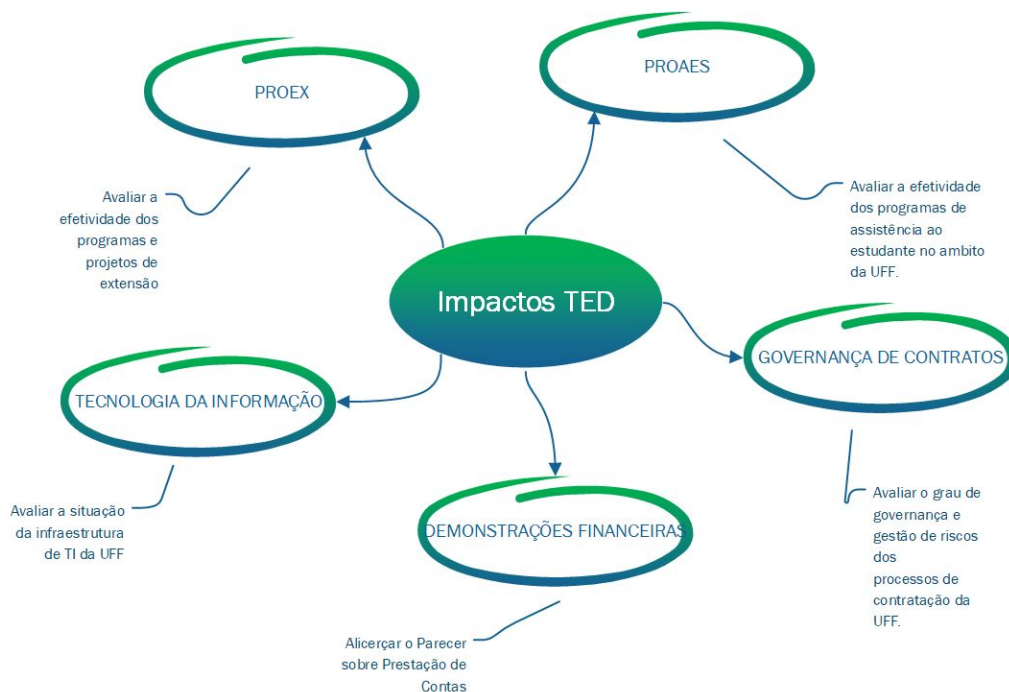 PROEX
PROAES
Avaliar a
efetividade dos
programas e
projetos de
extensão
Avaliar a efetividade
dos programas de
assistência ao
estudante no ambito
da UFF.
Impactos TED
GOVERNANÇA DE CONTRATOS
TECNOLOGIA DA INFORMAÇÃO
Avaliar a situação
da infraestrutura
de TI da UFF
DEMONSTRAÇÕES FINANCEIRAS
Avaliar o grau de
governança e
gestão de riscos
dos
processos de
contratação da
UFF.
Alicerçar o Parecer
sobre Prestação de
Contas